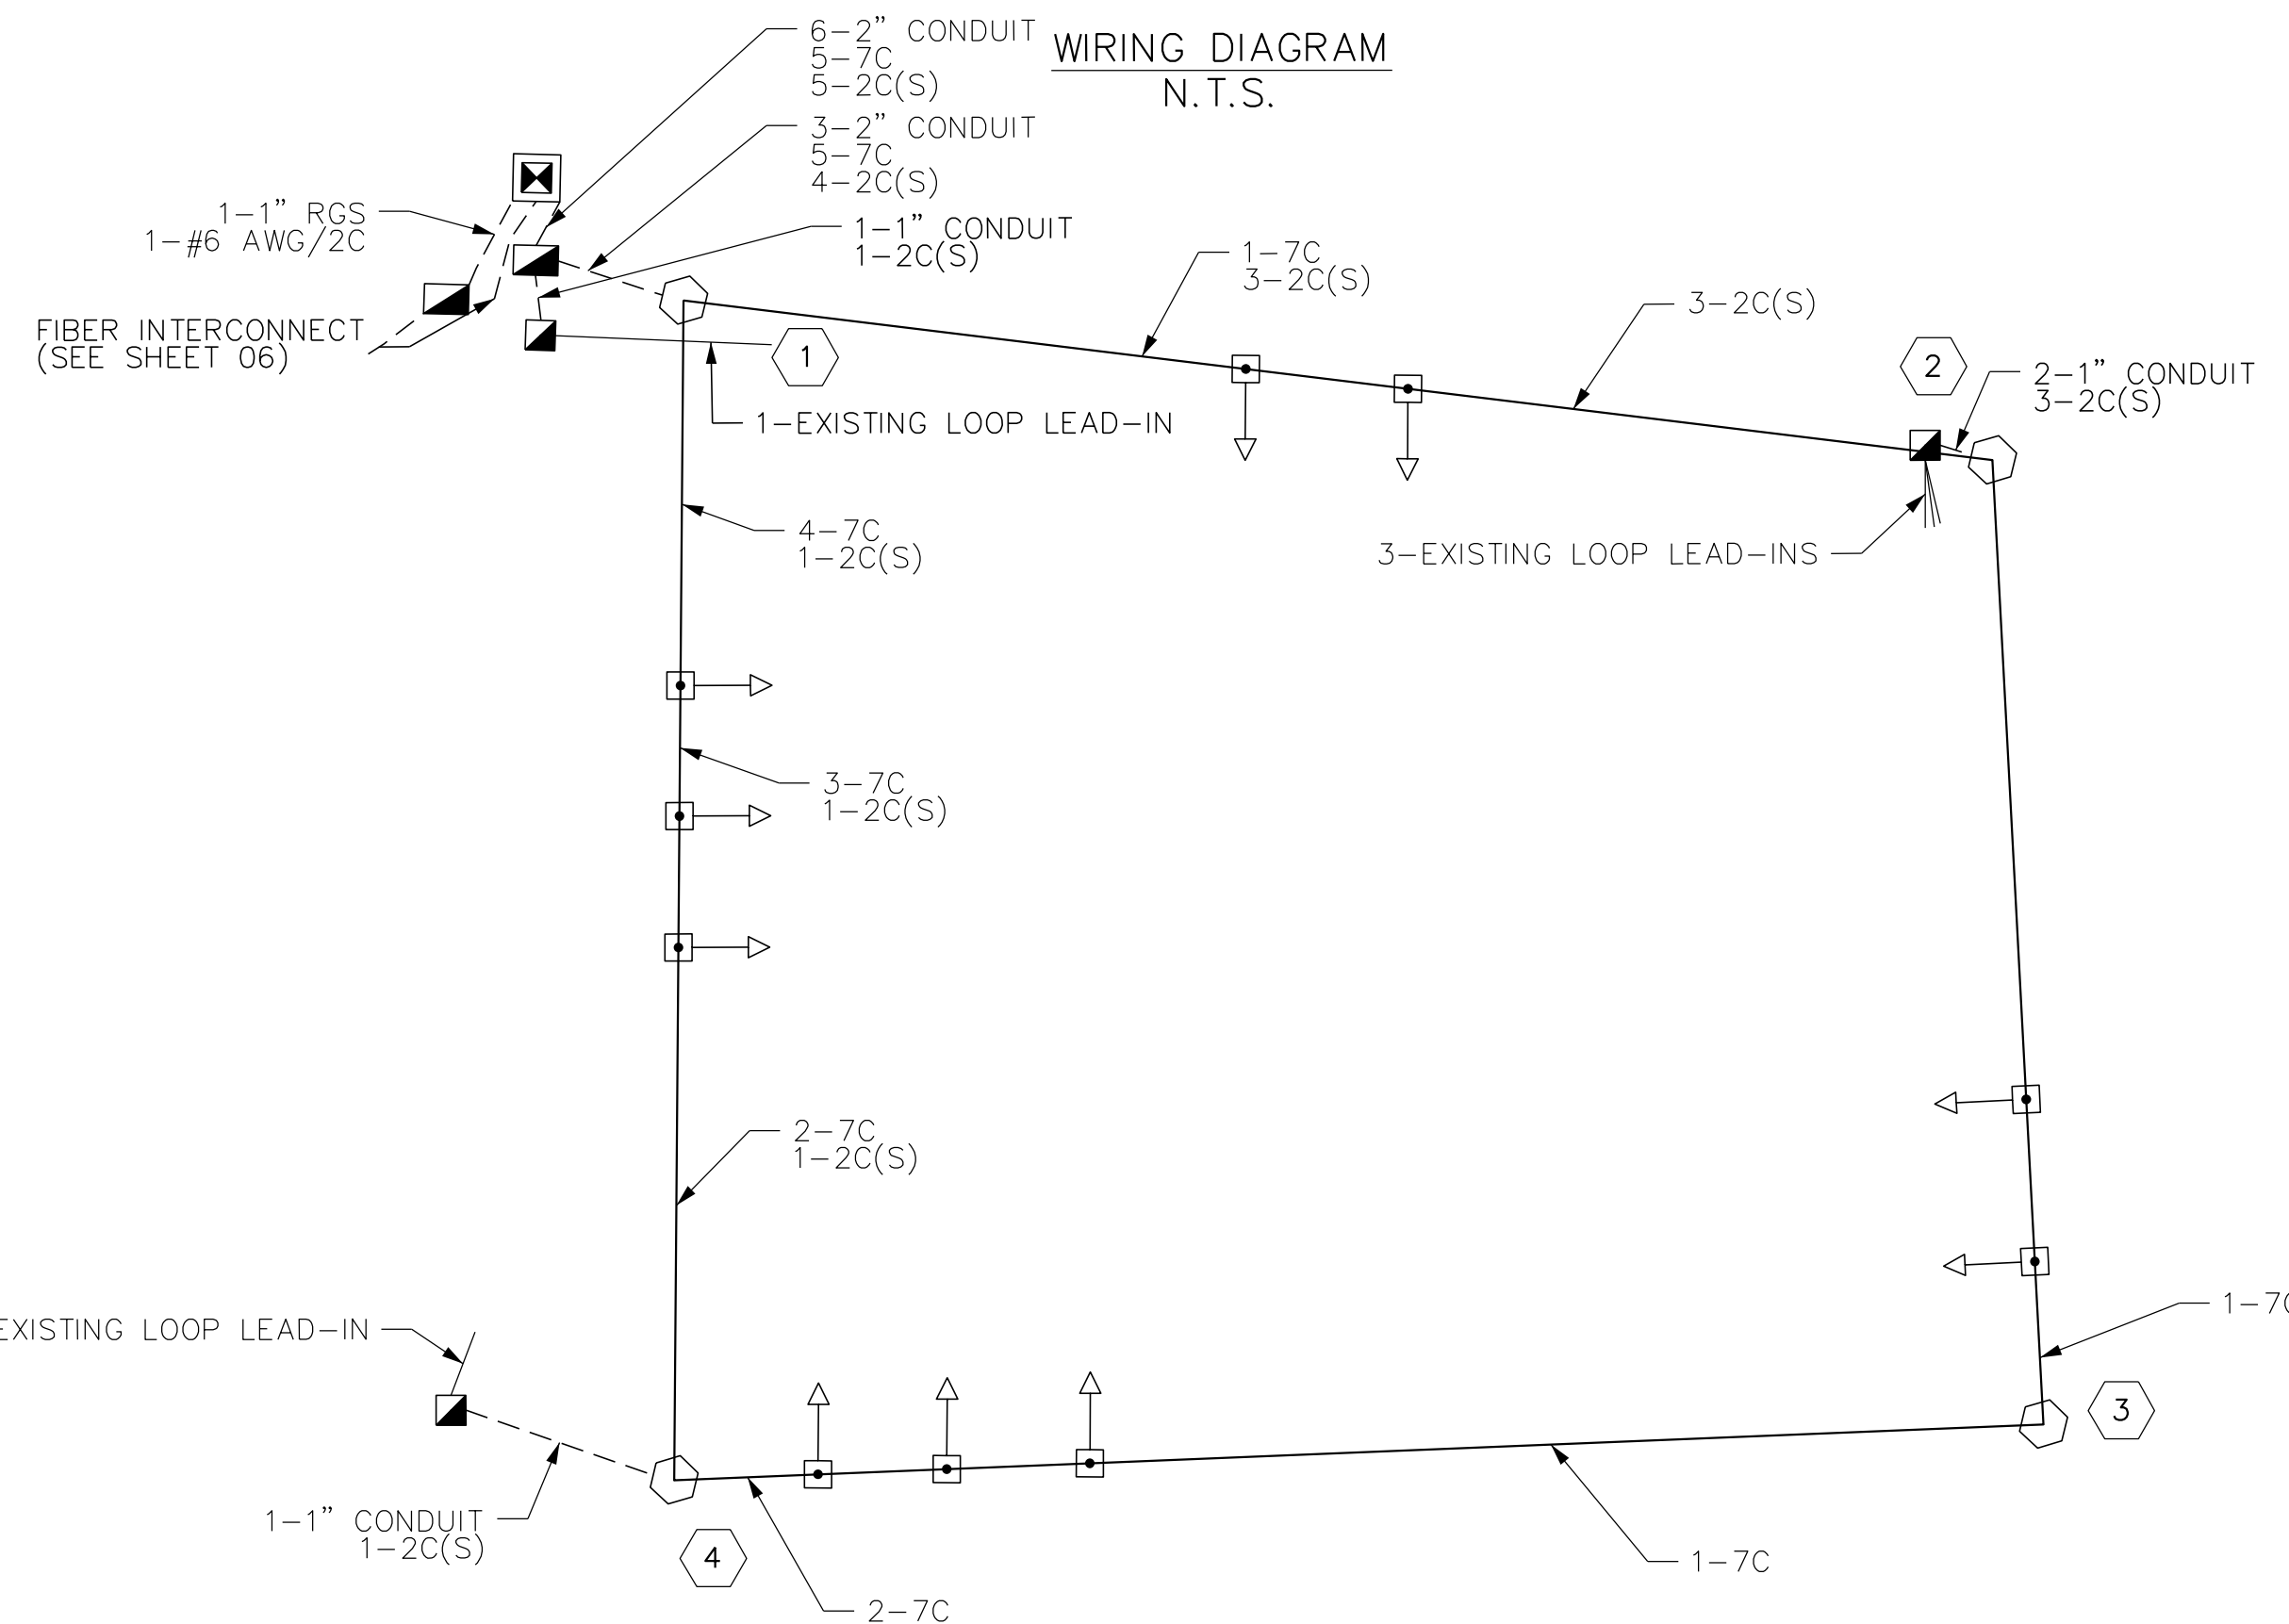 WIRING DIAGRAM
N.T.S.
6-2" CONDUIT
5-7C
5-2C(S)
3-2" CONDUIT
5-7C
4-2C(S)
1-1" CONDUIT
1-2C(S)
1-1" RGS
1-#6 AWG/2C
FIBER INTERCONNECT
(SEE SHEET 06)
1
1-EXISTING LOOP LEAD-IN
1-7C
3-2C(S)
3-2C(S)
2
2-1" CONDUIT
3-2C(S)
3-EXISTING LOOP LEAD-INS
4-7C
1-2C(S)
3-7C
1-2C(S)
2-7C
1-2C(S)
EXISTING LOOP LEAD-IN
1-1" CONDUIT
1-2C(S)
4
2-7C
1-7C
3
1-7C